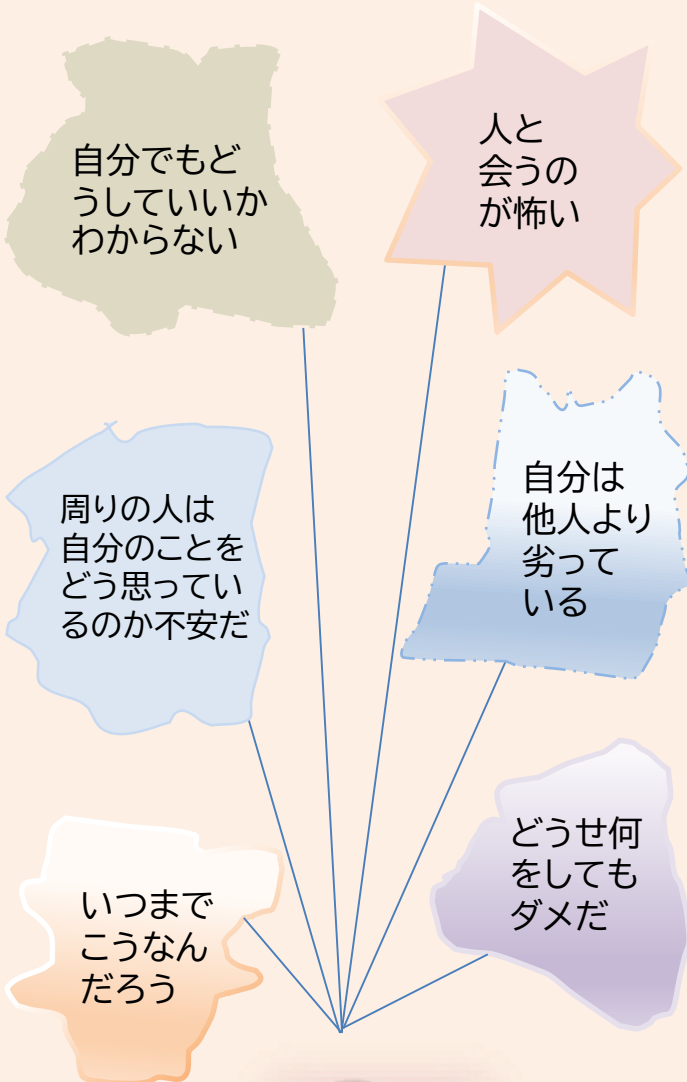 自分でもど
うしていいか
わからない
人と
会うの
が怖い
周りの人は
自分のことを
どう思ってい
るのか不安だ
自分は
他人より
劣って
いる
いつまで
こうなん
だろう
どうせ何
をしても
ダメだ